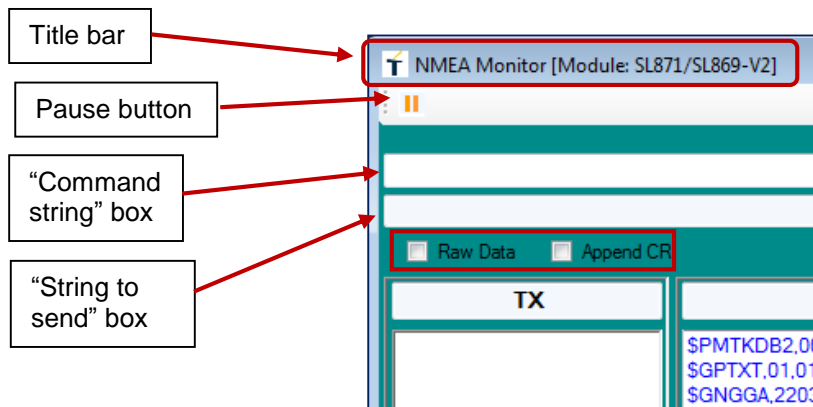 Title bar
NMEA Monitor [Module: SL871/SL869-V2]
Pause button
“Command
string” box
“String to
send” box
Raw Data Append CR
TX
$PMTKDB2,00
$GPTXT,01,01
$GNGGA,2203